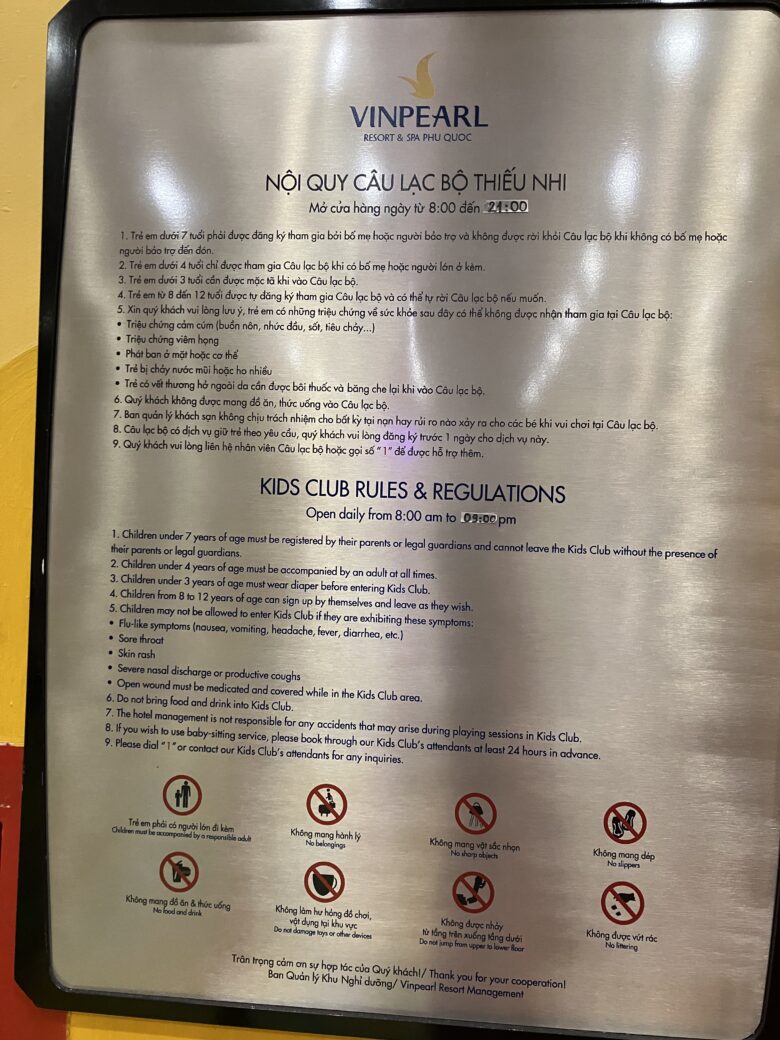 VINPEARL
RESORT & SPA PHU QUOC
NỘI QUY CÂU LẠC BỘ THIẾU NHI
Mở cửa hàng ngày từ 8:00 đến 21:00
1. Trẻ em dưới 7 tuổi phải được đăng ký tham gia bởi bố mẹ hoặc người bảo trợ và không được rời khỏi Câu lạc bộ khi không có bố mẹ hoặc
người bảo trợ đến đón.
2. Trẻ em dưới 4 tuổi chỉ được tham gia Câu lạc bộ khi có bố mẹ hoặc người lớn ở kèm.
3. Trẻ em dưới 3 tuổi cần được mặc tã khi vào Câu lạc bộ.
4. Trẻ em từ 8 đến 12 tuổi được tự đăng ký tham gia Câu lạc bộ và có thể tự rời Câu lạc bộ nếu muốn.
5. Xin quý khách vui lòng lưu ý, trẻ em có những triệu chứng về sức khỏe sau đây có thể không được nhận tham gia tại Câu lạc bộ:
• Triệu chứng cảm cúm (buồn nôn, nhức đầu, sốt, tiêu chảy...)
• Triệu chứng viêm họng
• Phát ban ở mặt hoặc cơ thể
• Trẻ bị chảy nước mũi hoặc ho nhiều
• Trẻ có vết thương hở ngoài da cần được bôi thuốc và băng che lại khi vào Câu lạc bộ.
6. Quý khách không được mang đồ ăn, thức uống vào Câu lạc bộ.
7. Ban quản lý khách sạn không chịu trách nhiệm cho bất kỳ tại nạn hay rủi ro nào xảy ra cho các bé khi vui chơi tại Câu lạc bộ.
8. Câu lạc bộ có dịch vụ giữ trẻ theo yêu cầu, quý khách vui lòng đăng ký trước 1 ngày cho dịch vụ này.
9. Quý khách vui lòng liên hệ nhân viên Câu lạc bộ hoặc gọi số "1" để được hỗ trợ thêm.
KIDS CLUB RULES & REGULATIONS
Open daily from 8:00 am to 09:00 pm
1. Children under 7 years of age must be registered by their parents or legal guardians and cannot leave the Kids Club without the presence of
their parents or legal guardians.
2. Children under 4 years of age must be accompanied by an adult at all times.
3. Children under 3 years of age must wear diaper before entering Kids Club.
4. Children from 8 to 12 years of age can sign up by themselves and leave as they wish.
5. Children may not be allowed to enter Kids Club if they are exhibiting these symptoms:
• Flu-like symptoms (nausea, vomiting, headache, fever, diarrhea, etc.)
• Sore throat
• Skin rash
• Severe nasal discharge or productive coughs
• Open wound must be medicated and covered while in the Kids Club area.
6. Do not bring food and drink into Kids Club.
7. The hotel management is not responsible for any accidents that may arise during playing sessions in Kids Club.
8. If you wish to use baby-sitting service, please book through our Kids Club's attendants at least 24 hours in advance.
9. Please dial "1" or contact our Kids Club's attendants for any inquiries.
Trẻ em phải có người lớn đi kèm
Children must be accompanied by a responsible adult
Không mang hành lý
No belongings
Không mang vật sắc nhọn
No sharp objects
Không mang dép
No slippers
Không mang đồ ăn & thức uống
No food and drink
Không làm hư hỏng đồ chơi,
vật dụng tại khu vực
Do not damage toys or other devices
Không được nhảy
từ tầng trên xuống tầng dưới
Do not jump from upper to lower floor
Không được vứt rác
No littering
Trân trọng cảm ơn sự hợp tác của Quý khách!/ Thank you for your cooperation!
Ban Quản lý Khu Nghỉ dưỡng/ Vinpearl Resort Management